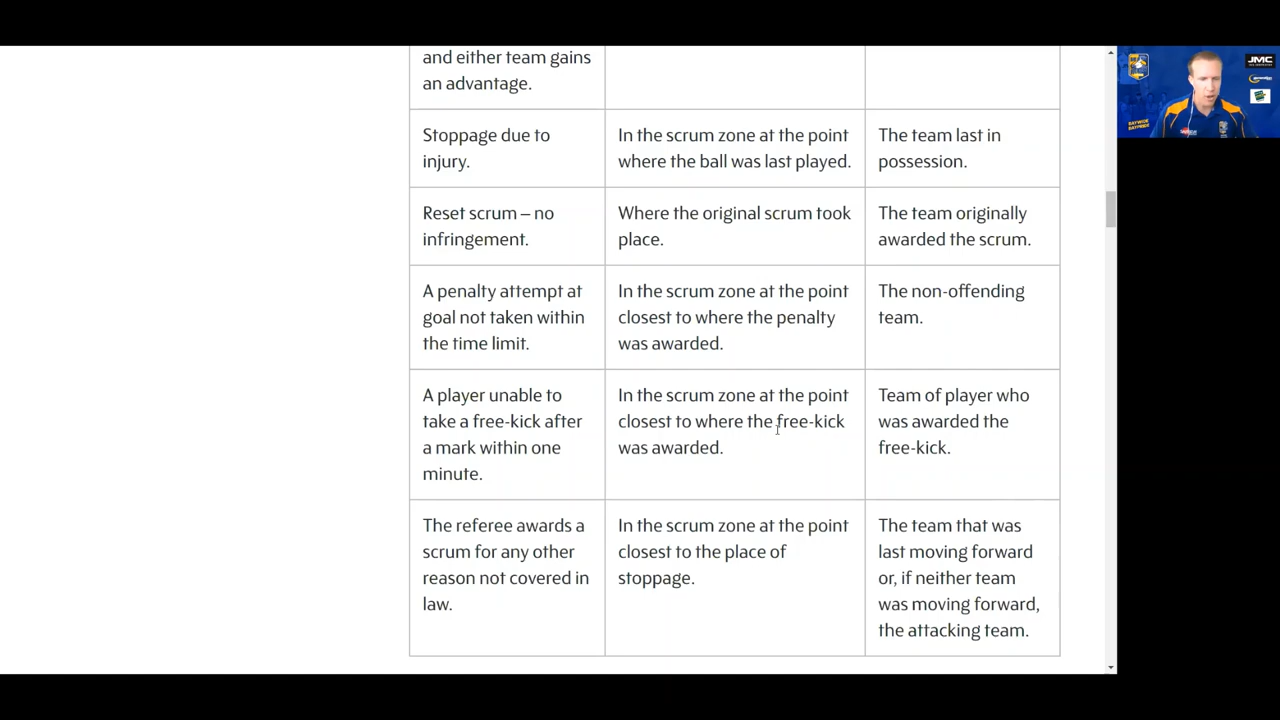 and either team gains
an advantage.
Stoppage due to
injury.
In the scrum zone at the point
where the ball was last played.
The team last in
possession.
Reset scrum – no
infringement.
Where the original scrum took
place.
The team originally
awarded the scrum.
A penalty attempt at
goal not taken within
the time limit.
In the scrum zone at the point
closest to where the penalty
was awarded.
The non-offending
team.
A player unable to
take a free-kick after
a mark within one
minute.
In the scrum zone at the point
closest to where the free-kick
was awarded.
Team of player who
was awarded the
free-kick.
The referee awards a
scrum for any other
reason not covered in
law.
In the scrum zone at the point
closest to the place of
stoppage.
The team that was
last moving forward
or, if neither team
was moving forward,
the attacking team.
JMC